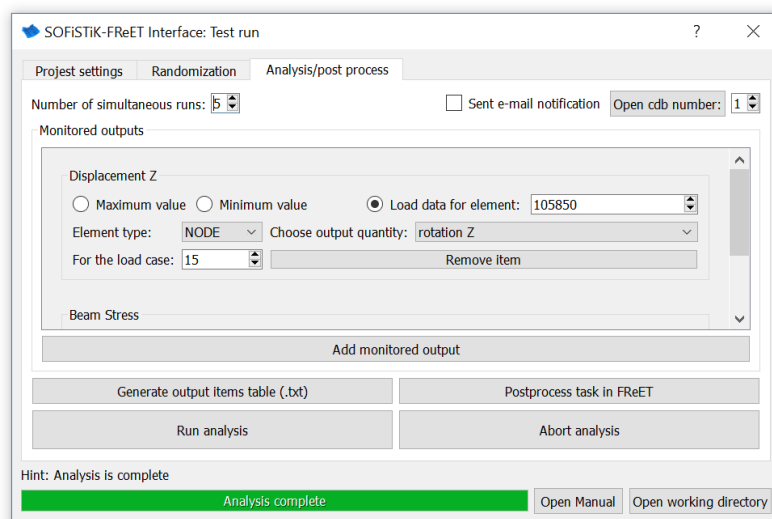 SOFiSTiK-FReET Interface: Test run
Projest settings Randomization Analysis/post process
Number of simultaneous runs: 5 Sent e-mail notification Open cdb number: 1
Monitored outputs
Displacement Z
Maximum value Minimum value Load data for element: 105850
Element type: NODE Choose output quantity: rotation Z
For the load case: 15 Remove item
Beam Stress
Add monitored output
Generate output items table (.txt) Postprocess task in FReET
Run analysis Abort analysis
Hint: Analysis is complete
Analysis complete Open Manual Open working directory